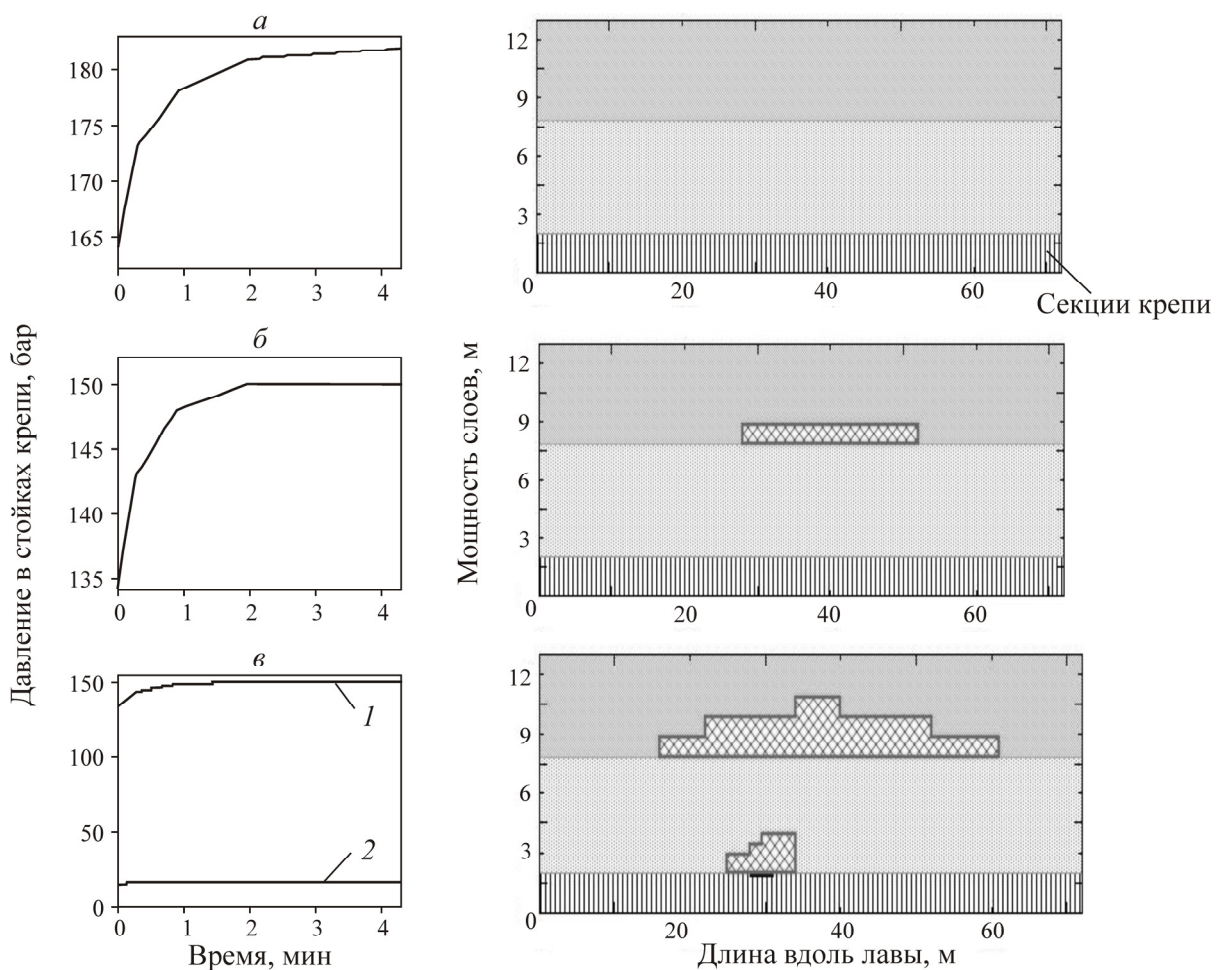 а
180
175
170
165
0 1 2 3 4
12
9
6
3
0 20 40 60
Секции крепи
б
150
145
140
135
0 1 2 3 4
12
9
6
3
0 20 40 60
в
150
100
50
0
1
2
0 1 2 3 4
Время, мин
12
9
6
3
0 20 40 60
Длина вдоль лавы, м
Давление в стойках крепи, бар
Мощность слоев, м